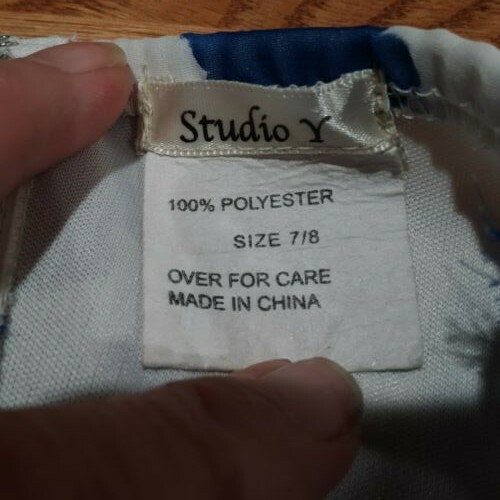 Studio Y
100% POLYESTER
SIZE 7/8
OVER FOR CARE
MADE IN CHINA